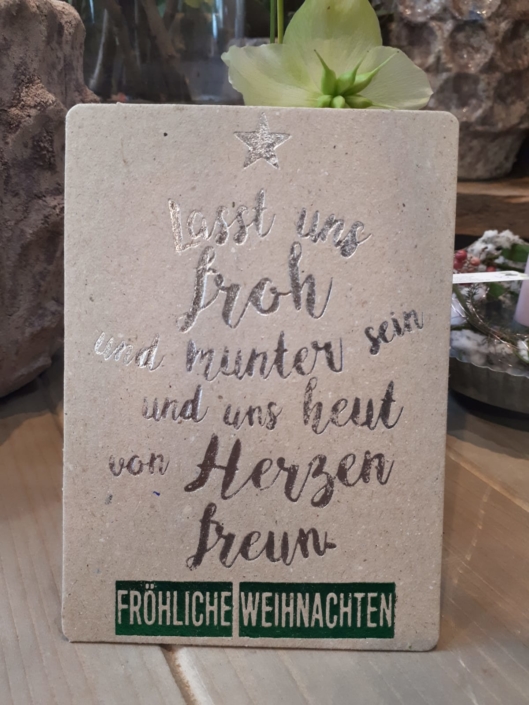 Lasst uns
froh
und munter sein
und uns heut
von Herzen
freun.
FRÖHLICHE WEIHNACHTEN